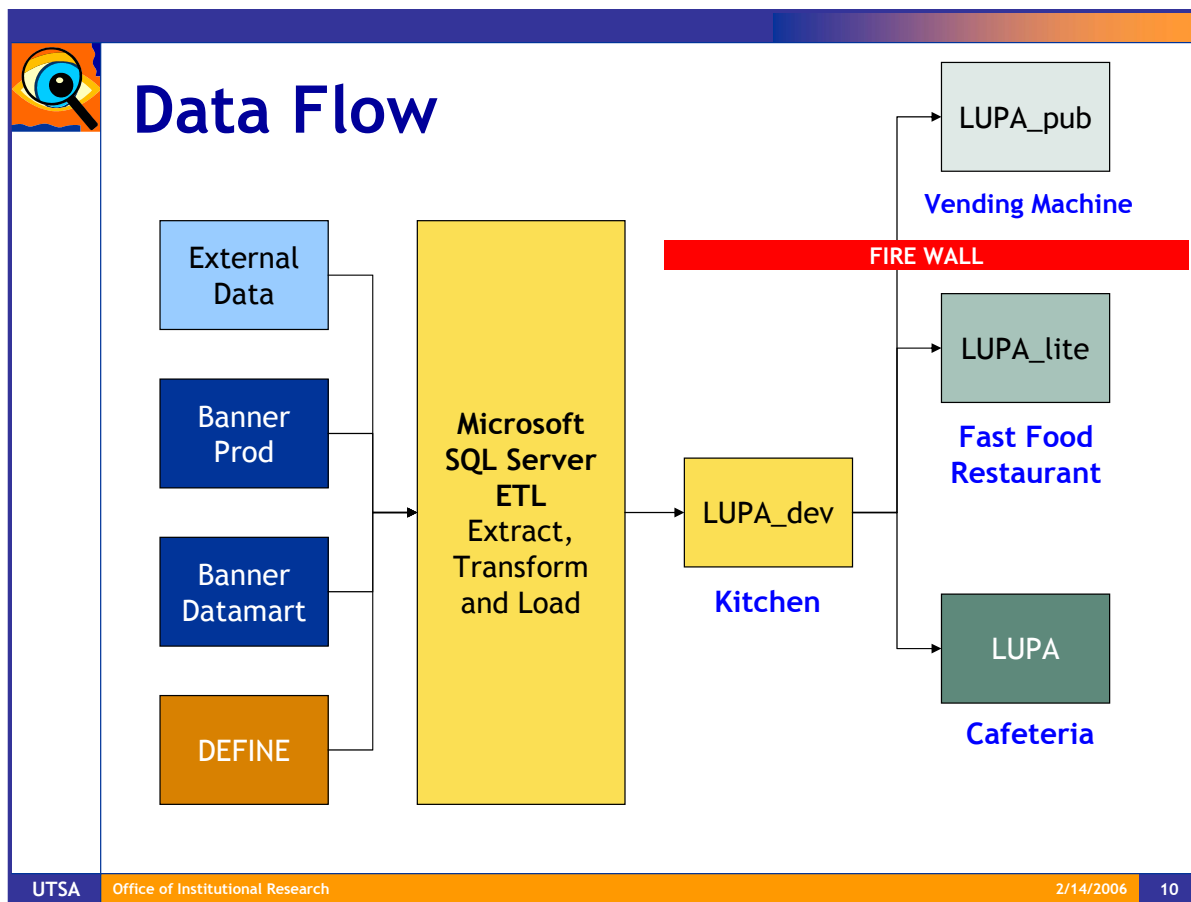 Data Flow
External
Data
Banner
Prod
Banner
Datamart
DEFINE
Microsoft
SQL Server
ETL
Extract,
Transform
and Load
LUPA_dev
Kitchen
LUPA_pub
Vending Machine
FIRE WALL
LUPA_lite
Fast Food
Restaurant
LUPA
Cafeteria
UTSA
Office of Institutional Research
2/14/2006
10